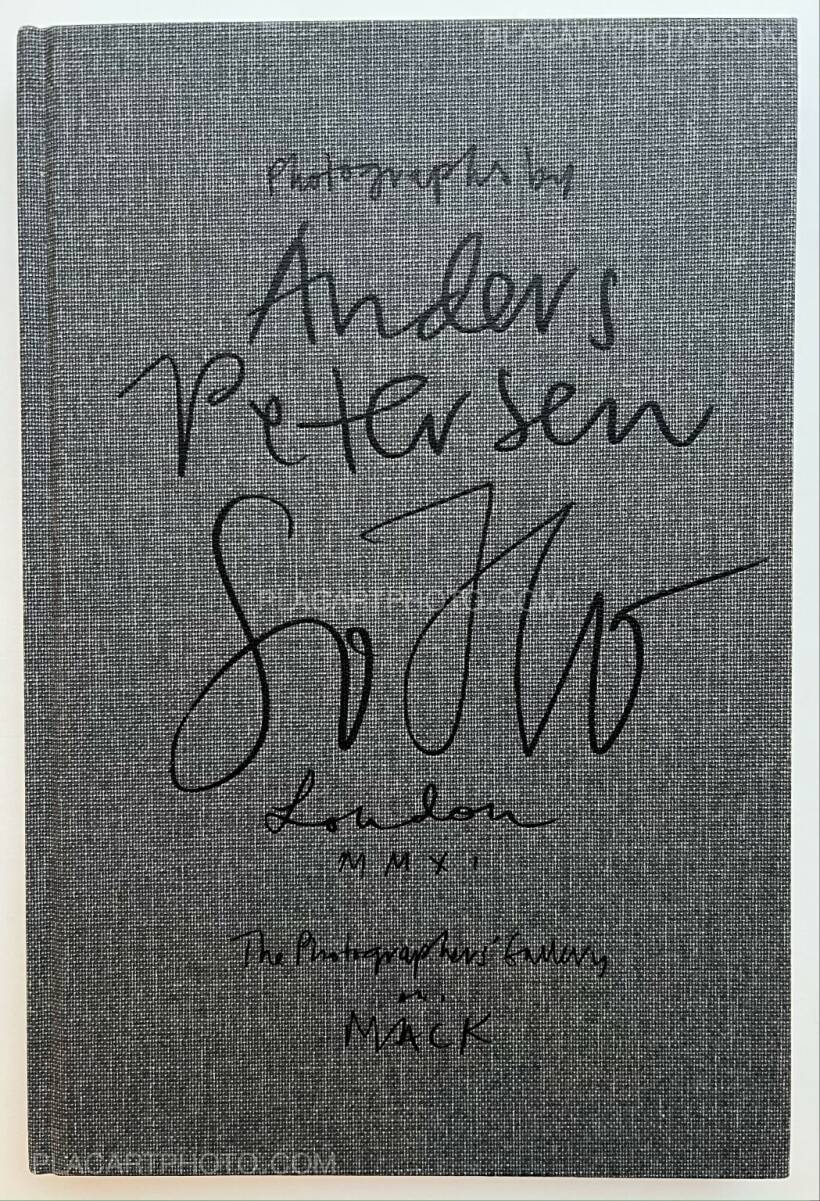 PLACARTPHOTO.COM
Photographs by
Anders
Petersen
SoHo
PLACARTPHOTO.COM
London
MMXI
The Photographers' Gallery
MACK
PLACARTPHOTO.COM